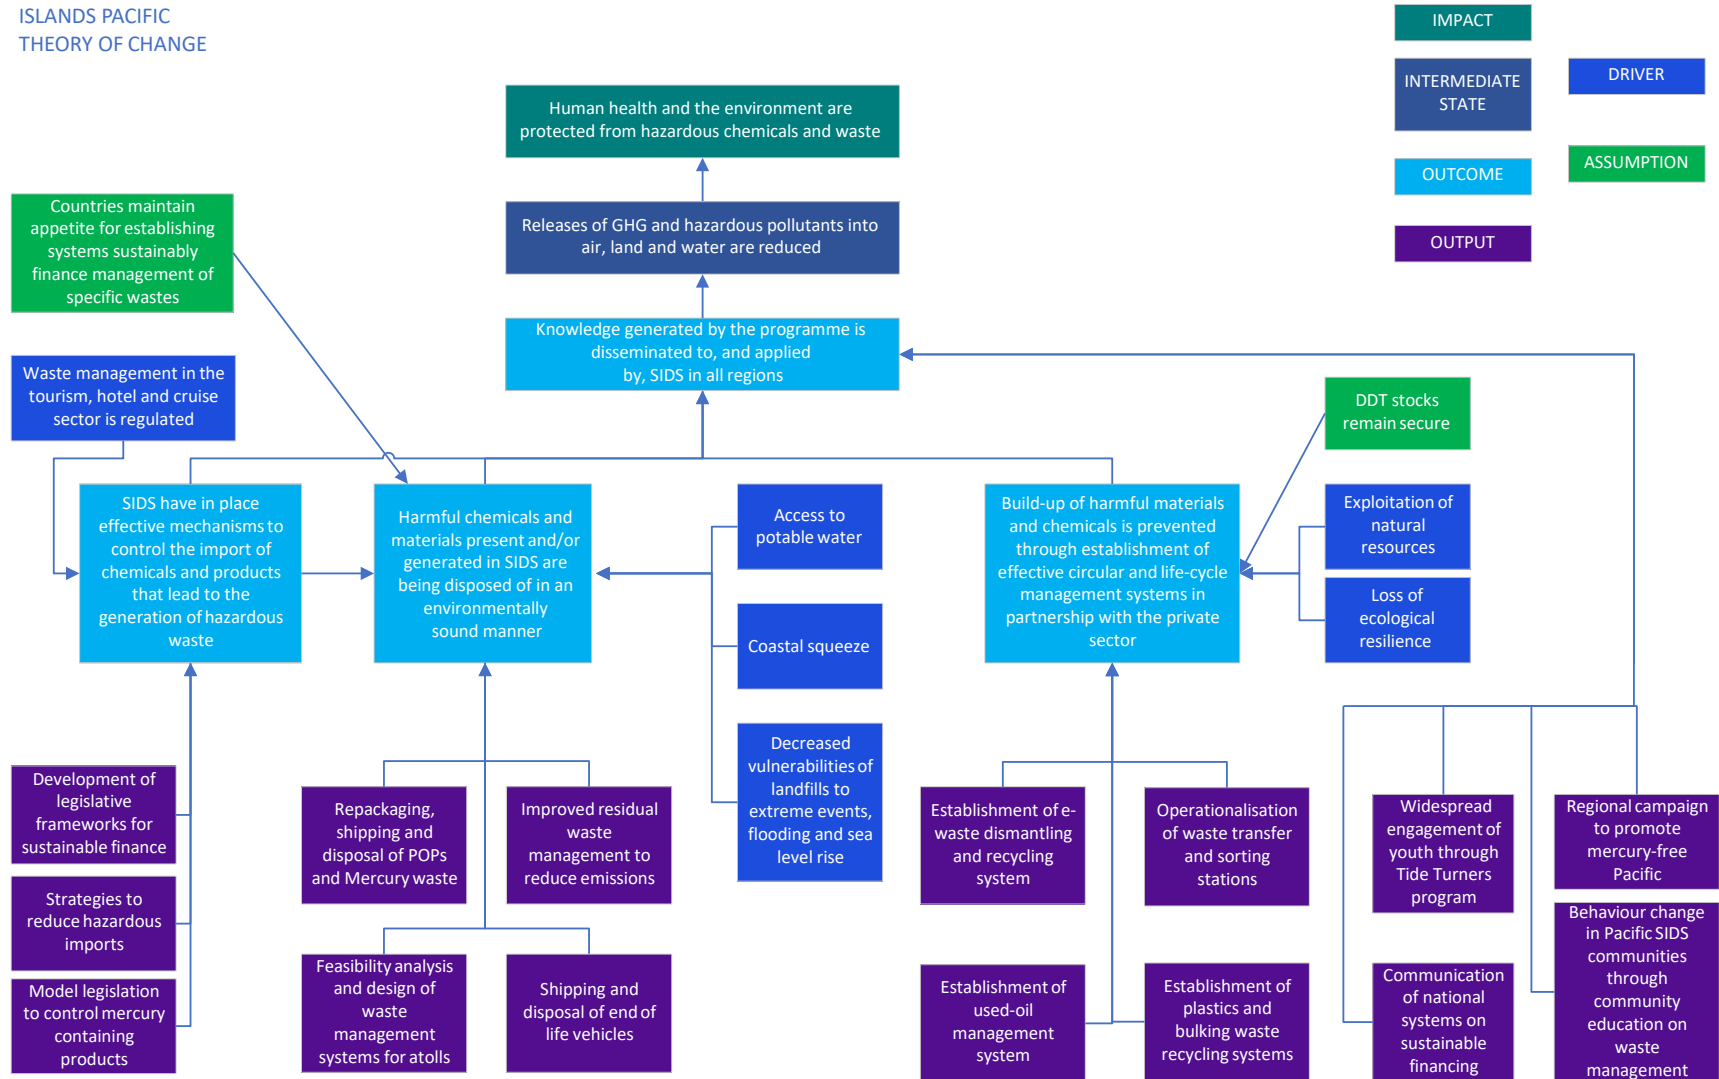 ISLANDS PACIFIC
THEORY OF CHANGE
IMPACT
INTERMEDIATE
STATE
DRIVER
OUTCOME
ASSUMPTION
OUTPUT
Human health and the environment are
protected from hazardous chemicals and waste
Countries maintain
appetite for establishing
systems sustainably
finance management of
specific wastes
Releases of GHG and hazardous pollutants into
air, land and water are reduced
Knowledge generated by the programme is
disseminated to, and applied
by, SIDS in all regions
Waste management in the
tourism, hotel and cruise
sector is regulated
DDT stocks
remain secure
SIDS have in place
effective mechanisms to
control the import of
chemicals and products
that lead to the
generation of hazardous
waste
Harmful chemicals and
materials present and/or
generated in SIDS are
being disposed of in an
environmentally
sound manner
Access to
potable water
Coastal squeeze
Decreased
vulnerabilities of
landfills to
extreme events,
flooding and sea
level rise
Build-up of harmful materials
and chemicals is prevented
through establishment of
effective circular and life-cycle
management systems in
partnership with the private
sector
Exploitation of
natural
resources
Loss of
ecological
resilience
Development of
legislative
frameworks for
sustainable finance
Strategies to
reduce hazardous
imports
Model legislation
to control mercury
containing
products
Repackaging,
shipping and
disposal of POPs
and Mercury waste
Improved residual
waste
management to
reduce emissions
Feasibility analysis
and design of
waste
management
systems for atolls
Shipping and
disposal of end of
life vehicles
Establishment of e-
waste dismantling
and recycling
system
Operationalisation
of waste transfer
and sorting
stations
Establishment of
used-oil
management
system
Establishment of
plastics and
bulking waste
recycling systems
Widespread
engagement of
youth through
Tide Turners
program
Regional campaign
to promote
mercury-free
Pacific
Communication
of national
systems on
sustainable
financing
Behaviour change
in Pacific SIDS
communities
through
community
education on
waste
management